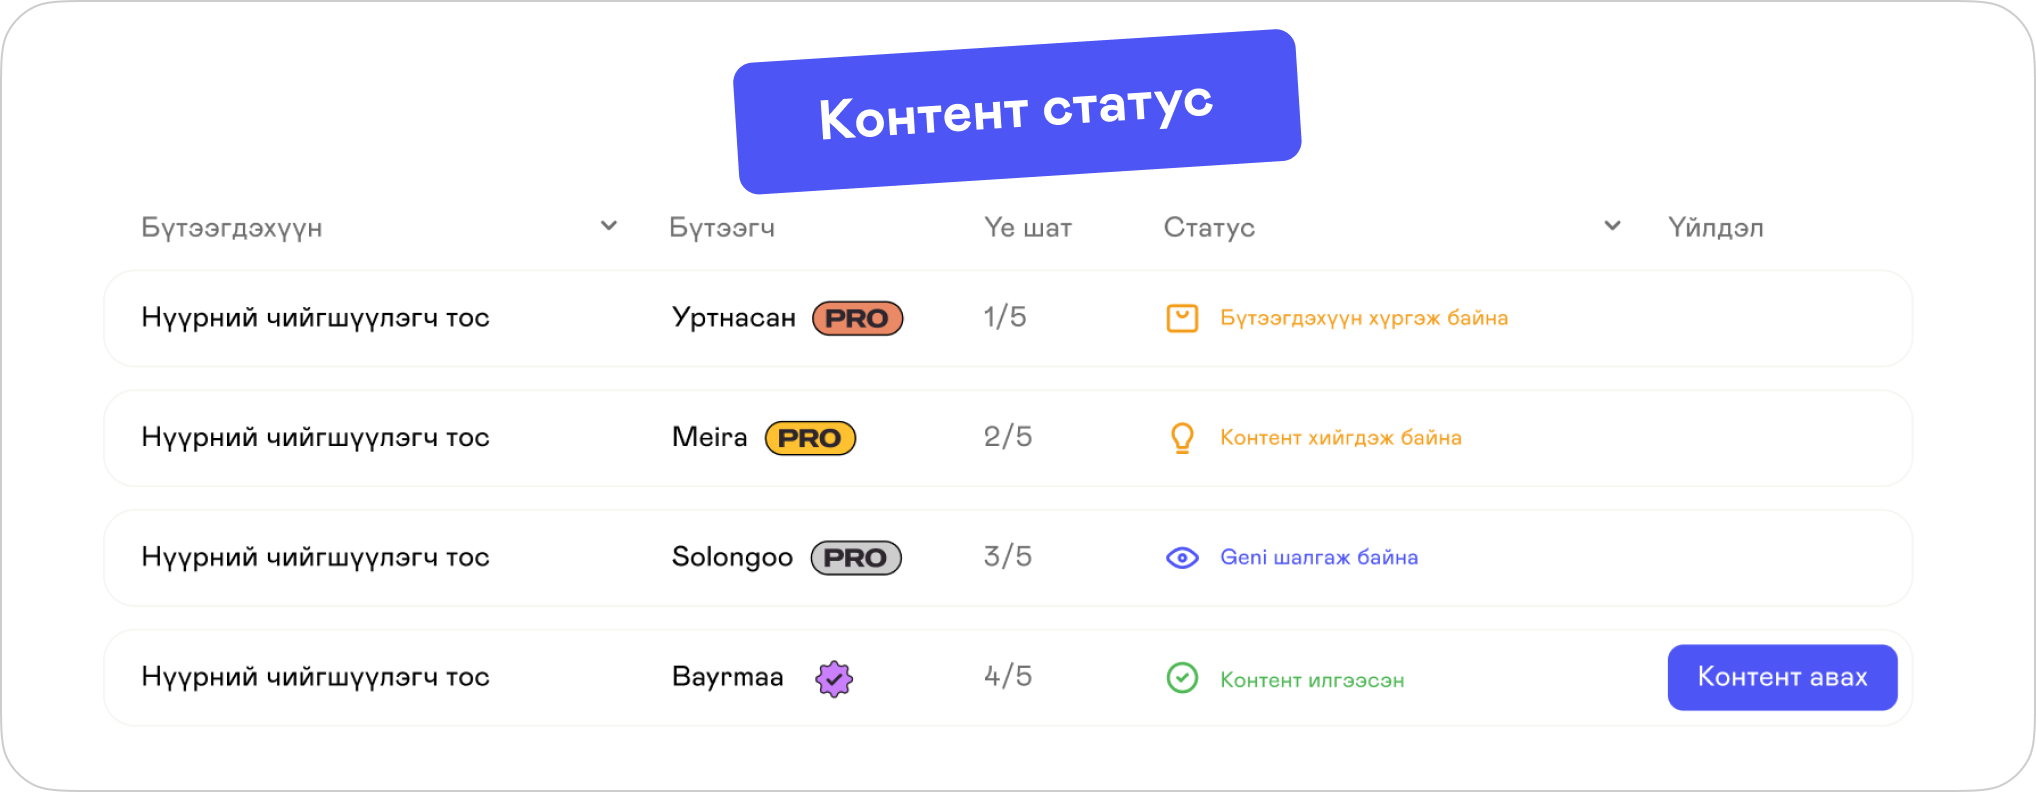 Контент статус
Бүтээгдэхүүн Бүтээгч Үе шат Статус Үйлдэл
Нүүрний чийгшүүлэгч тос Уртнасан PRO 1/5 Бүтээгдэхүүн хүргэж байна
Нүүрний чийгшүүлэгч тос Meira PRO 2/5 Контент хийгдэж байна
Нүүрний чийгшүүлэгч тос Solongoo PRO 3/5 Geni шалгаж байна
Нүүрний чийгшүүлэгч тос Bayrmaa 4/5 Контент илгээсэн Контент авах